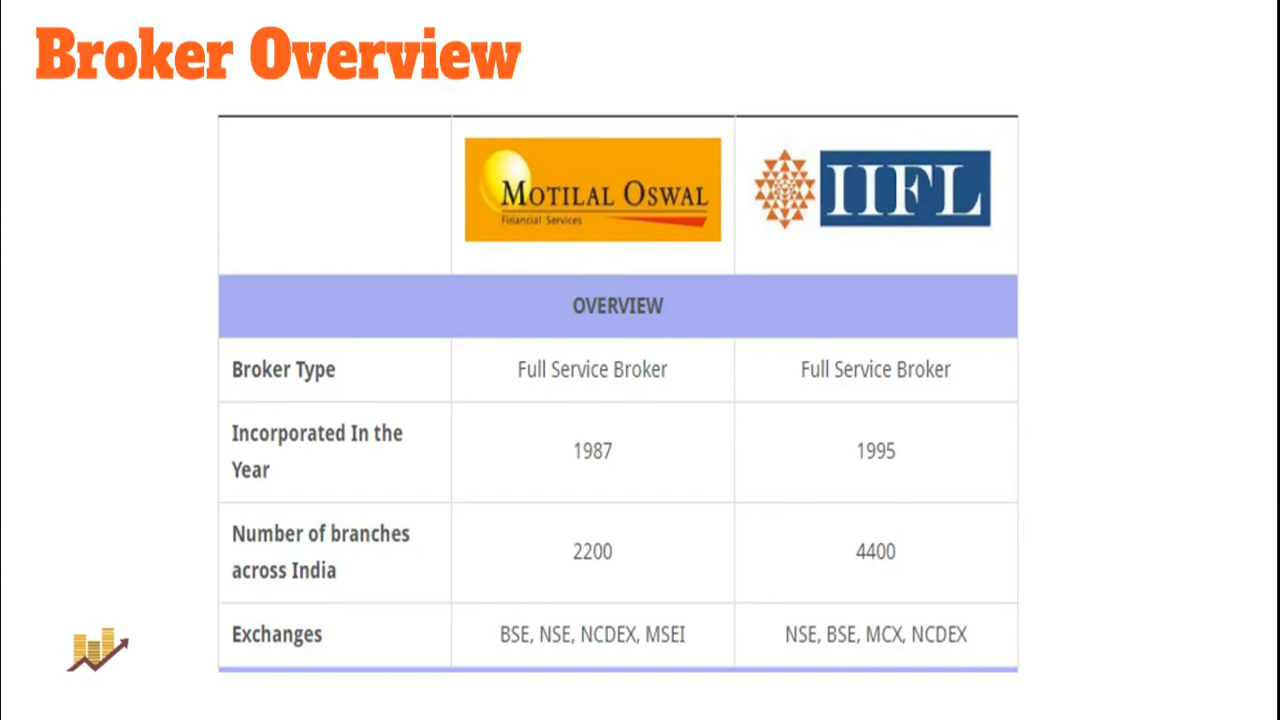 Broker Overview
MOTILAL OSWAL
Financial Services
IIFL
OVERVIEW
Broker Type Full Service Broker Full Service Broker
Incorporated In the
Year 1987 1995
Number of branches
across India 2200 4400
Exchanges BSE, NSE, NCDEX, MSEI NSE, BSE, MCX, NCDEX